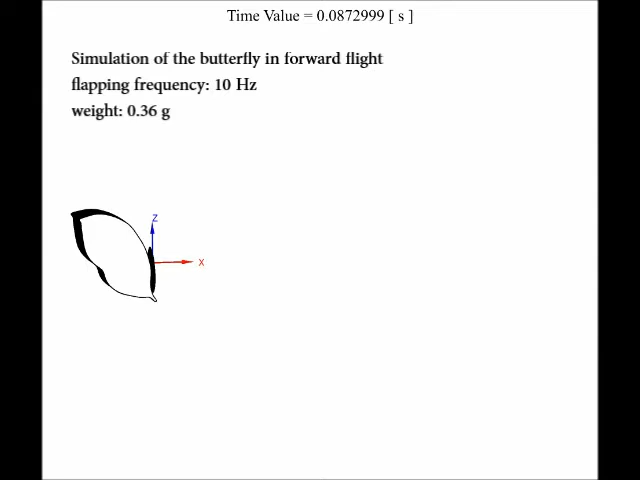 Time Value = 0.0872999 [ s ]
Simulation of the butterfly in forward flight
flapping frequency: 10 Hz
weight: 0.36 g
Z
X